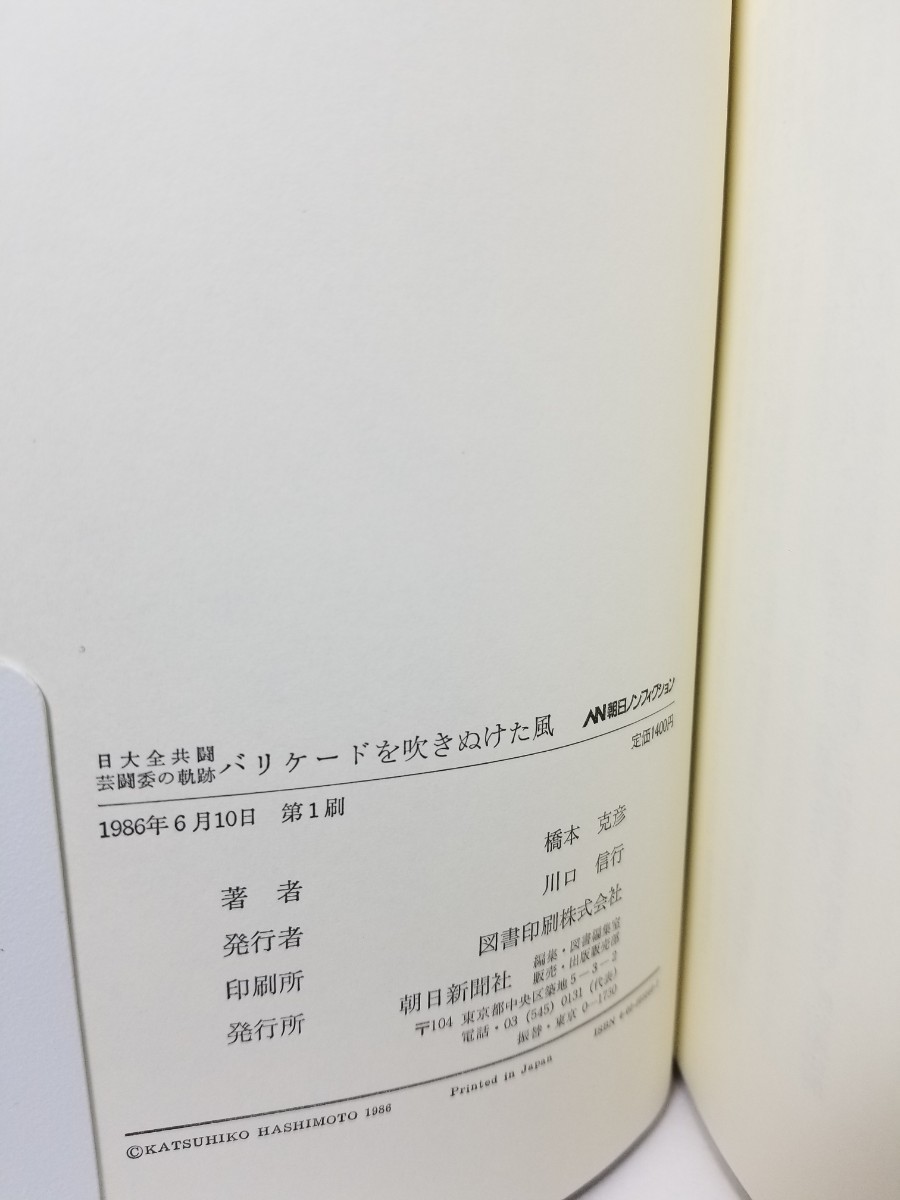 日大全共闘
芸闘委の軌跡
バリケードを吹きぬけた風
朝日ノンフィクション
定価1400円
1986年6月10日 第1刷
著者 橋本 克彦
発行者 川口 信行
印刷所 図書印刷株式会社
発行所 朝日新聞社
編集・図書編集室
販売・出版販売部
〒104 東京都中央区築地5-3-2
電話・03 (545) 0131 (代表)
振替・東京 0-1730
©KATSUHIKO HASHIMOTO 1986
Printed in Japan
ISBN